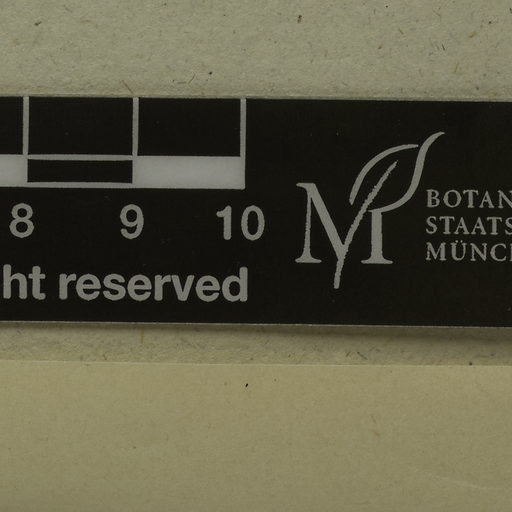 8 9 10
ht reserved
M
BOTAN
STAATS
MÜNC